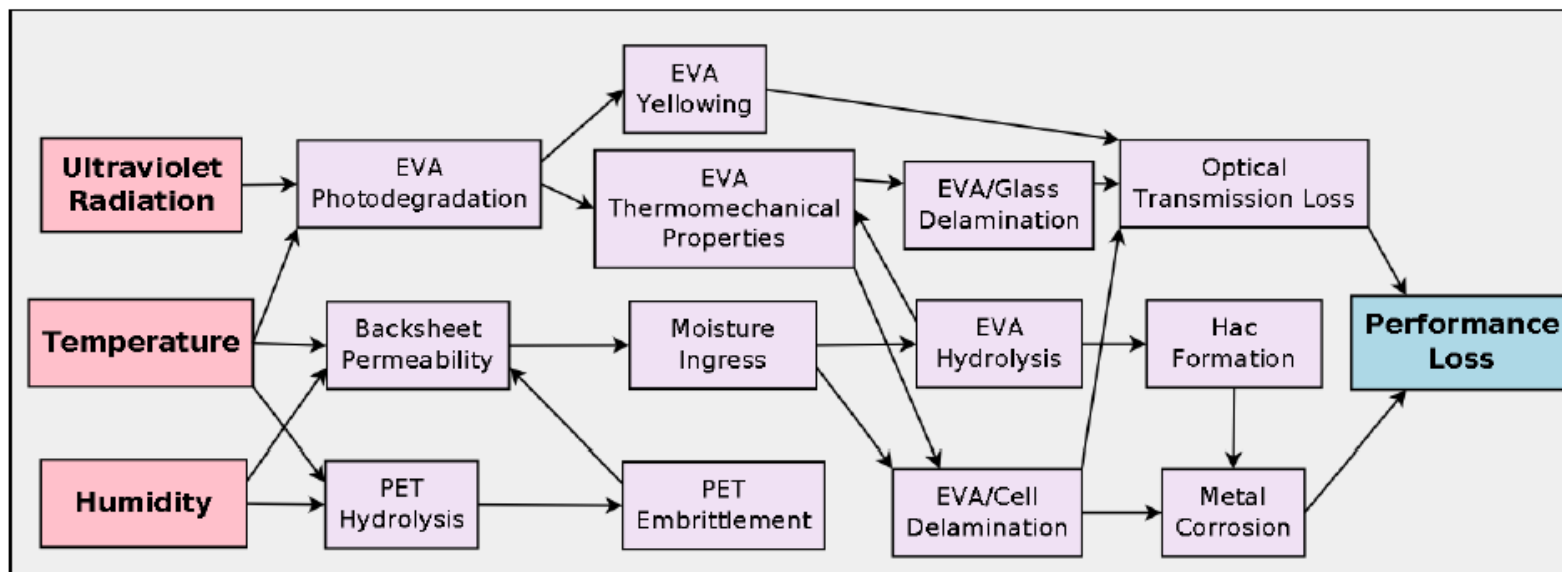 EVA
Yellowing
Ultraviolet
Radiation
EVA
Photodegradation
EVA
Thermomechanical
Properties
EVA/Glass
Delamination
Optical
Transmission Loss
Temperature
Backsheet
Permeability
Moisture
Ingress
EVA
Hydrolysis
Hac
Formation
Performance
Loss
Humidity
PET
Hydrolysis
PET
Embrittlement
EVA/Cell
Delamination
Metal
Corrosion